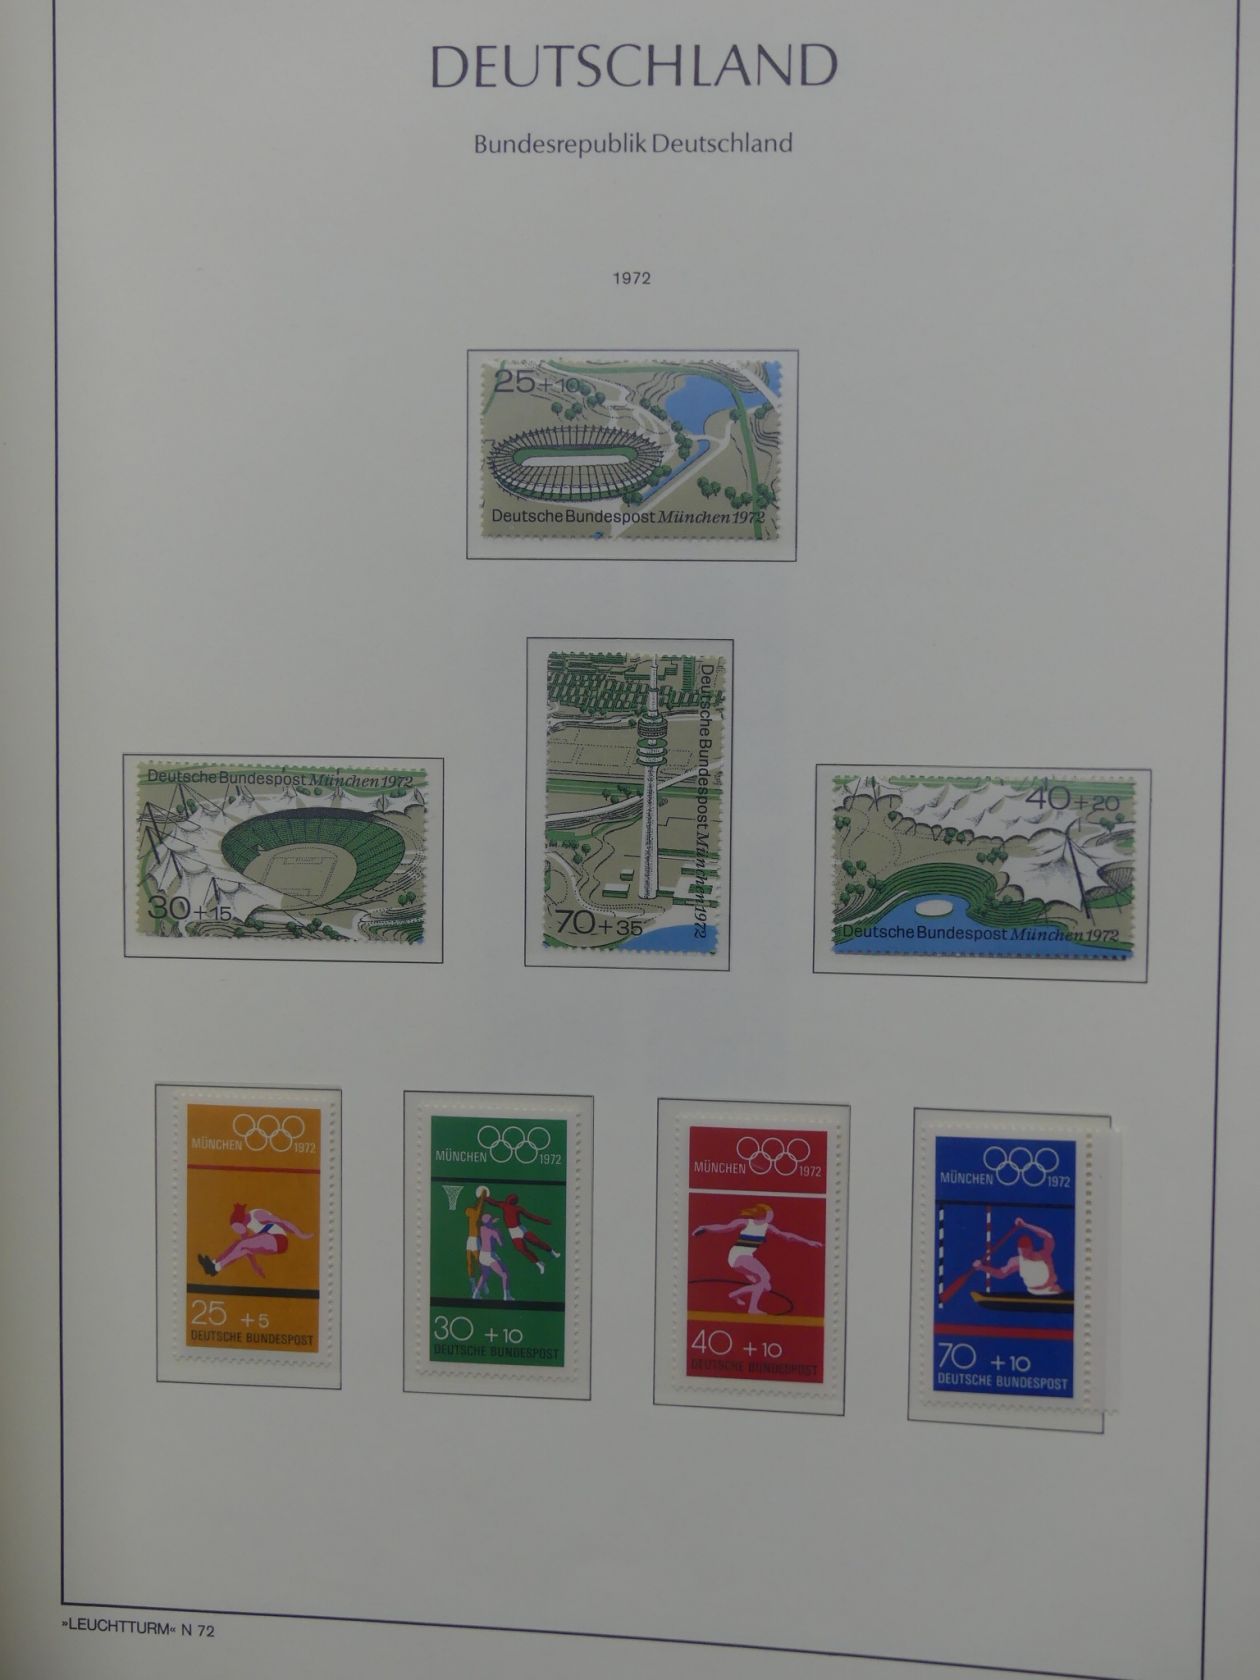 DEUTSCHLAND
Bundesrepublik Deutschland
1972
25+10
Deutsche Bundespost München 1972
Deutsche Bundespost München 1972
30+15
Deutsche Bundespost München 1972
70+35
40+20
Deutsche Bundespost München 1972
MÜNCHEN 1972
25 +5
DEUTSCHE BUNDESPOST
MÜNCHEN 1972
30 +10
DEUTSCHE BUNDESPOST
MÜNCHEN 1972
40 +10
DEUTSCHE BUNDESPOST
MÜNCHEN 1972
70 +10
DEUTSCHE BUNDESPOST
»LEUCHTTURM« N 72